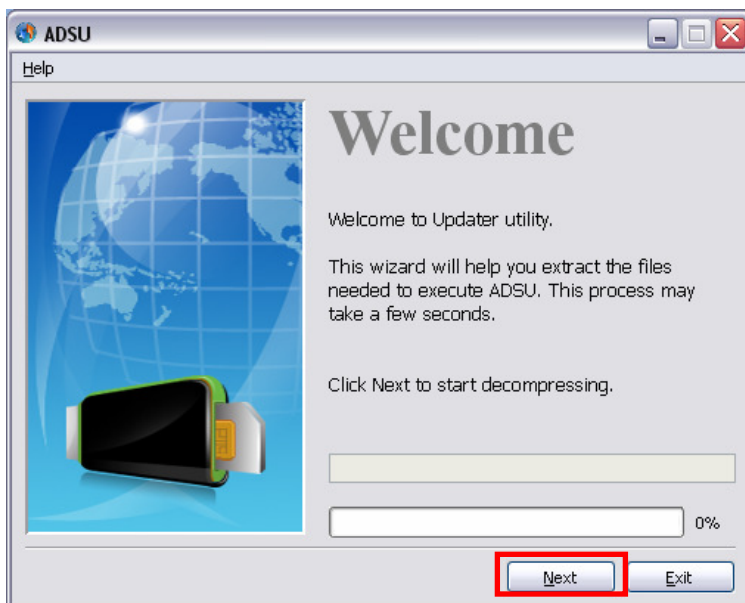 ADSU
Help
Welcome
Welcome to Updater utility.
This wizard will help you extract the files
needed to execute ADSU. This process may
take a few seconds.
Click Next to start decompressing.
0%
Next
Exit